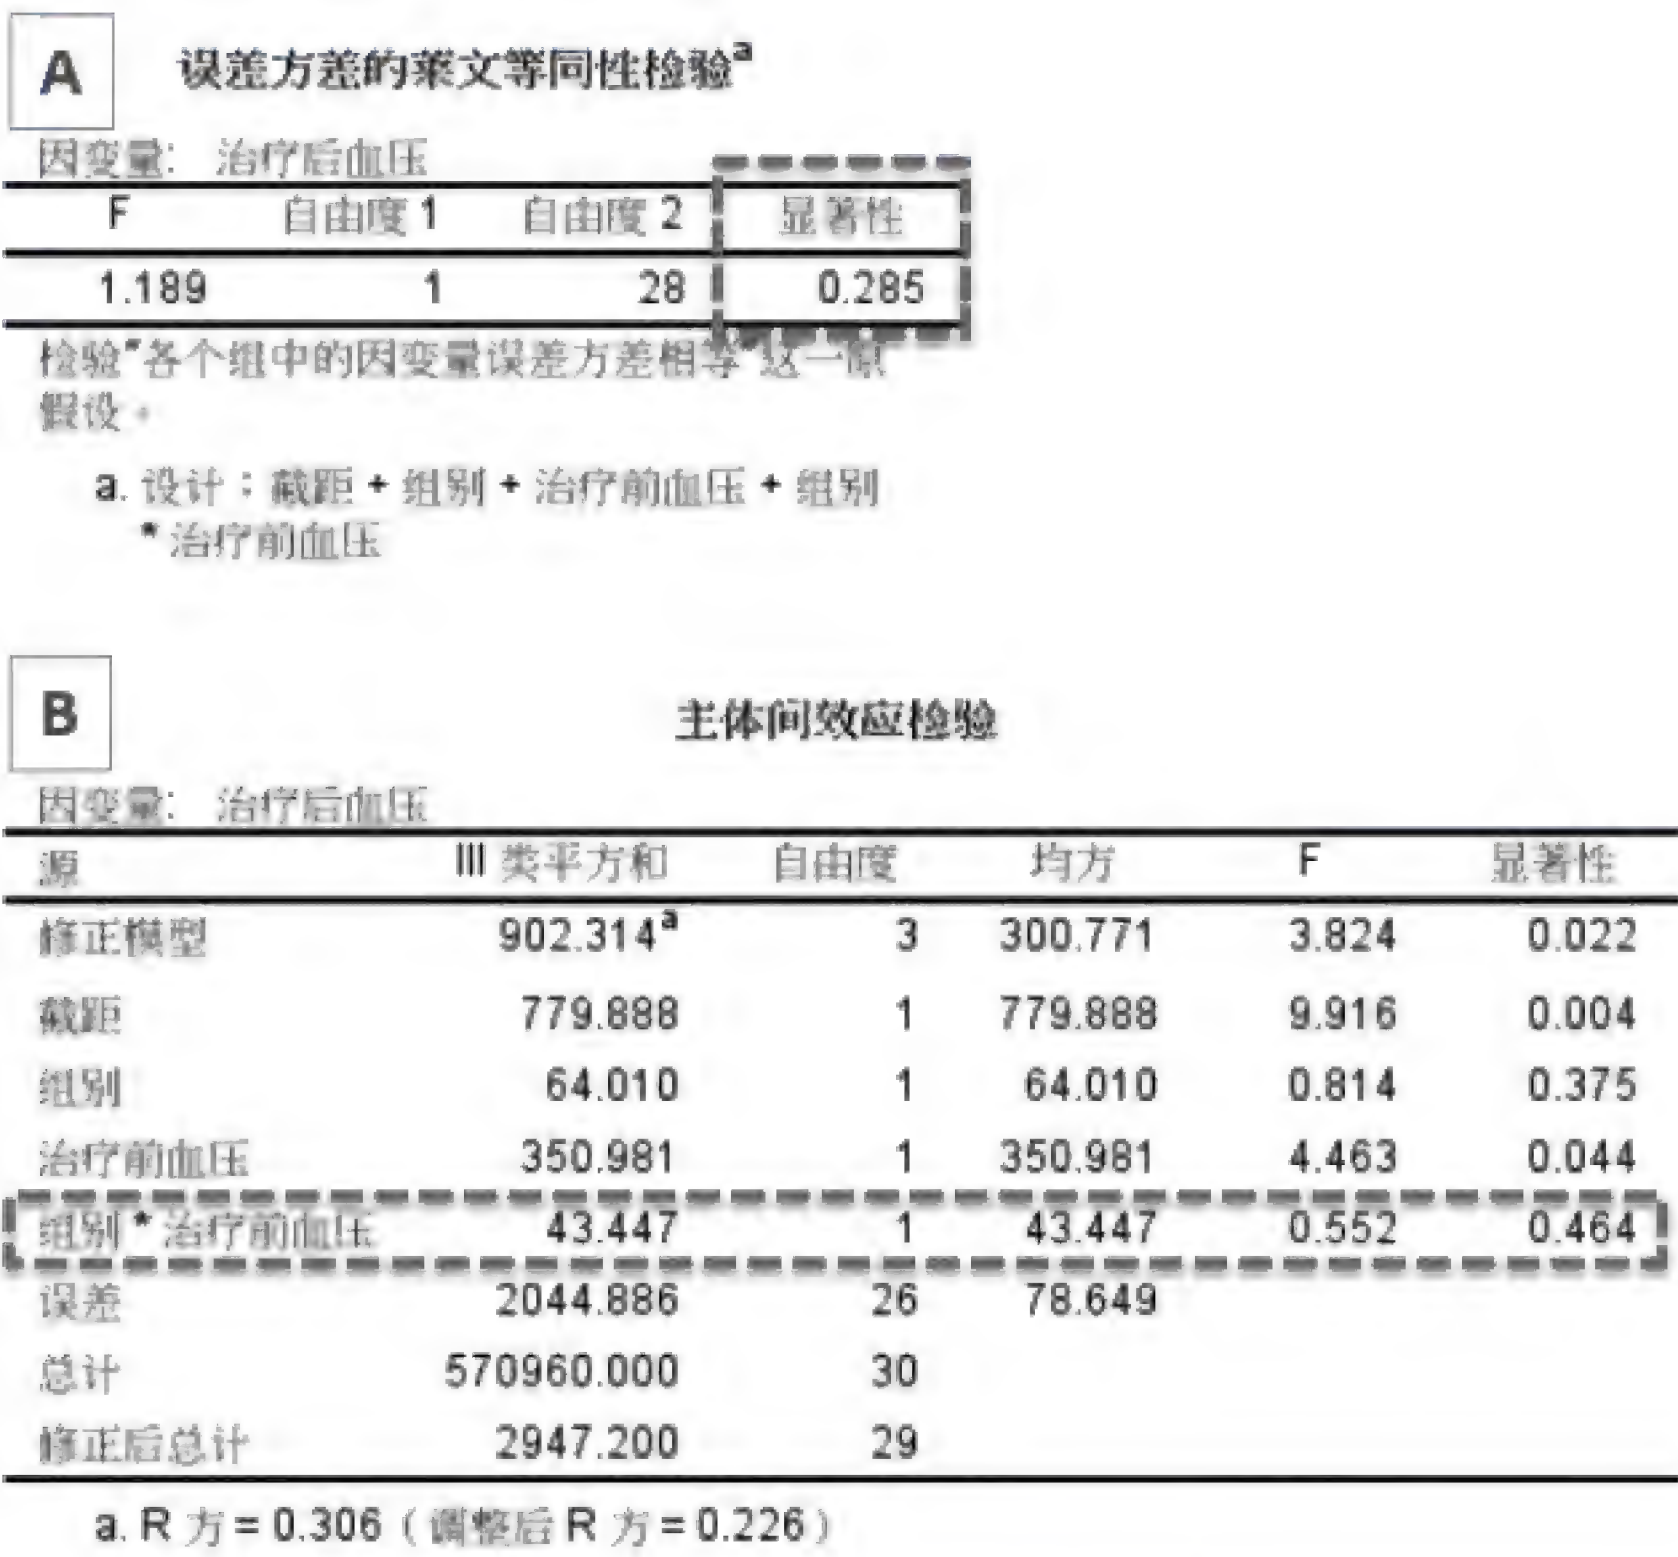 A 误差方差的莱文等同性检验a
因变量: 治疗后血压
F 自由度 1 自由度 2 显著性
1.189 1 28 0.285
检验"各个组中的因变量误差方差相等"这一原
假设。
a. 设计：截距 + 组别 + 治疗前血压 + 组别
* 治疗前血压
B 主体间效应检验
因变量: 治疗后血压
源 III 类平方和 自由度 均方 F 显著性
修正模型 902.314a 3 300.771 3.824 0.022
截距 779.888 1 779.888 9.916 0.004
组别 64.010 1 64.010 0.814 0.375
治疗前血压 350.981 1 350.981 4.463 0.044
组别 * 治疗前血压 43.447 1 43.447 0.552 0.464
误差 2044.886 26 78.649
总计 570960.000 30
修正后总计 2947.200 29
a. R 方 = 0.306（调整后 R 方 = 0.226）